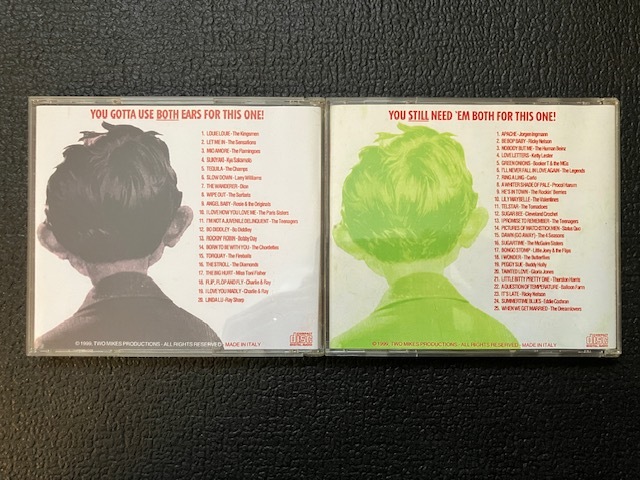 YOU GOTTA USE BOTH EARS FOR THIS ONE!
1. LOUIE LOUIE - The Kingsmen
2. LET ME IN - The Sensations
3. MIO AMORE - The Flamingoes
4. SUKIYAKI - Kyu Sakamoto
5. TEQUILA - The Champs
6. SLOW DOWN - Larry Williams
7. THE WANDERER - Dion
8. WIPE OUT - The Surfaris
9. ANGEL BABY - Rosie & the Originals
10. I LOVE HOW YOU LOVE ME - The Paris Sisters
11. I'M NOT A JUVENILE DELINQUENT - The Teenagers
12. BO DIDDLEY - Bo Diddley
13. ROCKIN' ROBIN - Bobby Day
14. BORN TO BE WITH YOU - The Chordettes
15. TORQUAY - The Fireballs
16. THE STROLL - The Diamonds
17. THE BIG HURT - Miss Toni Fisher
18. FLIP, FLOP AND FLY - Charlie & Ray
19. I LOVE YOU MADLY - Charlie & Ray
20. LINDA LU - Ray Sharpe
© 1999. TWO MIKES PRODUCTIONS - ALL RIGHTS RESERVED - MADE IN ITALY
COMPACT
DISC
DIGITAL AUDIO
YOU STILL NEED 'EM BOTH FOR THIS ONE!
1. APACHE - Jorgen Ingmann
2. BE BOP BABY - Ricky Nelson
3. NOBODY BUT ME - The Human Beinz
4. LOVE LETTERS - Ketty Lester
5. GREEN ONIONS - Booker T & the MGs
6. I'LL NEVER FALL IN LOVE AGAIN - The Legends
7. RING A LING - Carlo
8. A WHITER SHADE OF PALE - Procol Harum
9. HE'S IN TOWN - The Rockin' Berries
10. LILY MAYBELLE - The Valentines
11. TELSTAR - The Tornadoes
12. SUGAR BEE - Cleveland Crochet
13. I PROMISE TO REMEMBER - The Teenagers
14. PICTURES OF MATCHSTICK MEN - Status Quo
15. DAWN (GO AWAY) - The 4 Seasons
16. SUGARTIME - The McGuire Sisters
17. BONGO STOMP - Little Joey & the Flips
18. I WONDER - The Butterflies
19. PEGGY SUE - Buddy Holly
20. TAINTED LOVE - Gloria Jones
21. LITTLE BITTY PRETTY ONE - Thurston Harris
22. A QUESTION OF TEMPERATURE - Balloon Farm
23. IT'S LATE - Ricky Nelson
24. SUMMERTIME BLUES - Eddie Cochran
25. WHEN WE GET MARRIED - The Dreamlovers
© 1999. TWO MIKES PRODUCTIONS - ALL RIGHTS RESERVED - MADE IN ITALY
COMPACT
DISC
DIGITAL AUDIO